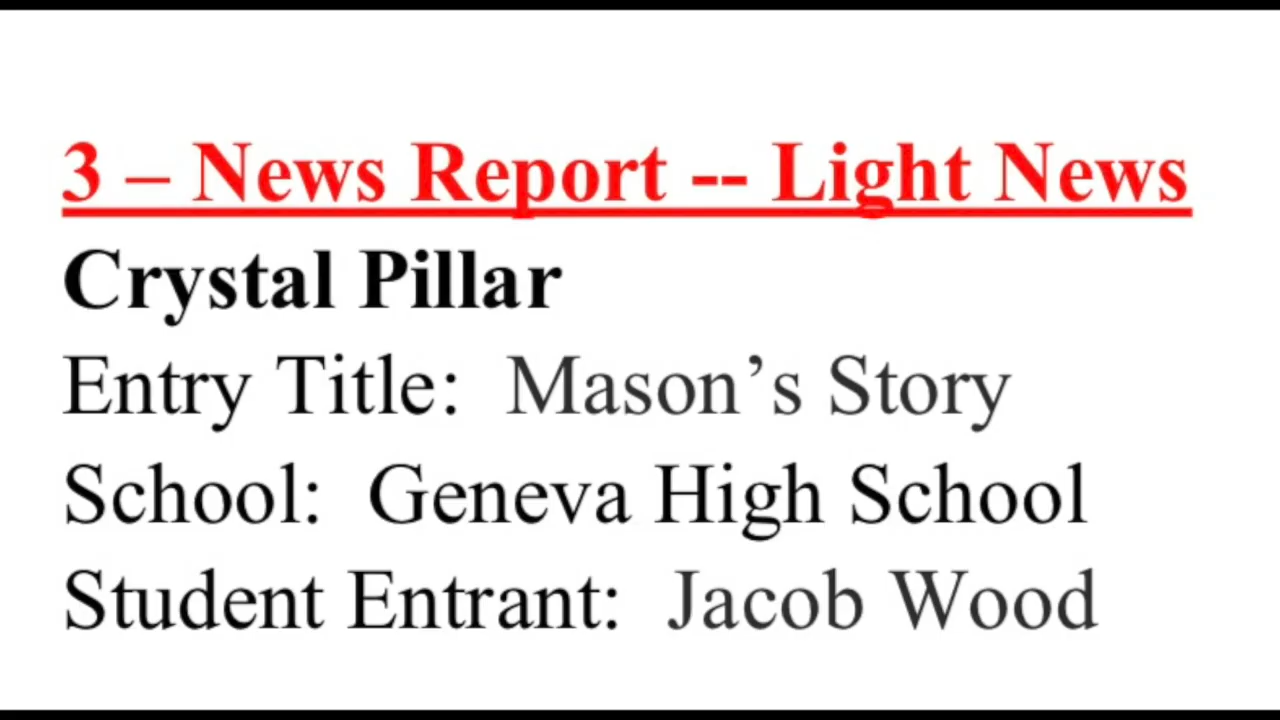 3 – News Report -- Light News
Crystal Pillar
Entry Title:  Mason’s Story
School:  Geneva High School
Student Entrant:  Jacob Wood